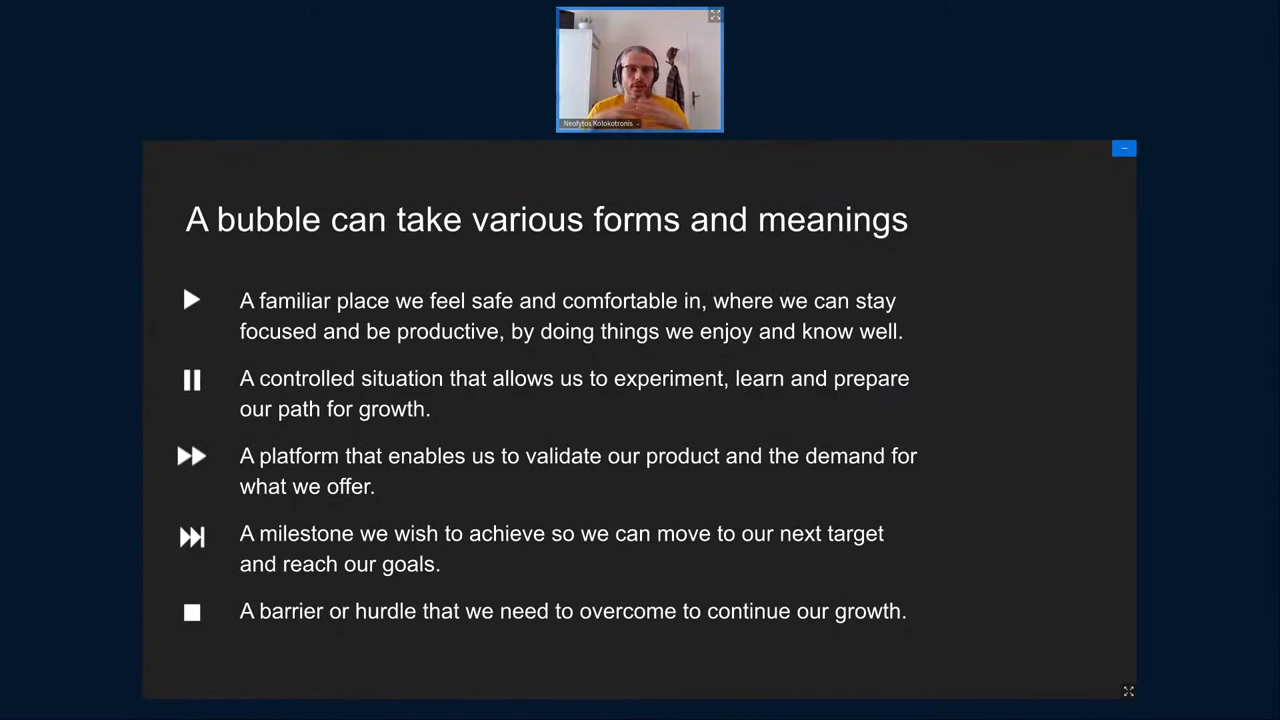 Neofytos Kolokotronis
A bubble can take various forms and meanings
A familiar place we feel safe and comfortable in, where we can stay
focused and be productive, by doing things we enjoy and know well.
A controlled situation that allows us to experiment, learn and prepare
our path for growth.
A platform that enables us to validate our product and the demand for
what we offer.
A milestone we wish to achieve so we can move to our next target
and reach our goals.
A barrier or hurdle that we need to overcome to continue our growth.